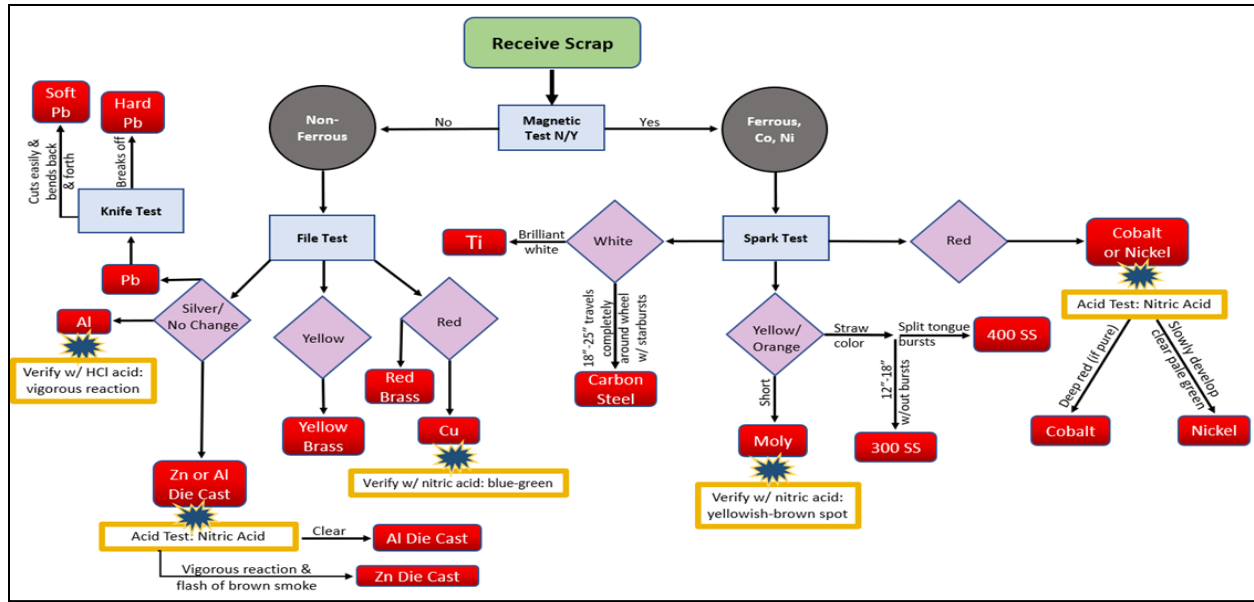 Receive Scrap
Magnetic
Test N/Y
No
Yes
Non-
Ferrous
Ferrous,
Co, Ni
Soft
Pb
Hard
Pb
Cuts easily &
bends back
& forth
Breaks off
Knife Test
Pb
File Test
Silver/
No Change
Al
Verify w/ HCl acid:
vigorous reaction
Yellow
Yellow
Brass
Red
Red
Brass
Cu
Verify w/ nitric acid: blue-green
Zn or Al
Die Cast
Acid Test: Nitric Acid
Clear
Al Die Cast
Vigorous reaction &
flash of brown smoke
Zn Die Cast
Spark Test
White
Brilliant
white
Ti
18”-25” travels
completely
around wheel
w/ starbursts
Carbon
Steel
Yellow/
Orange
Short
Moly
Verify w/ nitric acid:
yellowish-brown spot
Straw
color
Split tongue
bursts
400 SS
12”-18”
w/out bursts
300 SS
Red
Cobalt
or Nickel
Acid Test: Nitric Acid
Deep red (if pure)
Cobalt
Slowly develop
clear pale green
Nickel